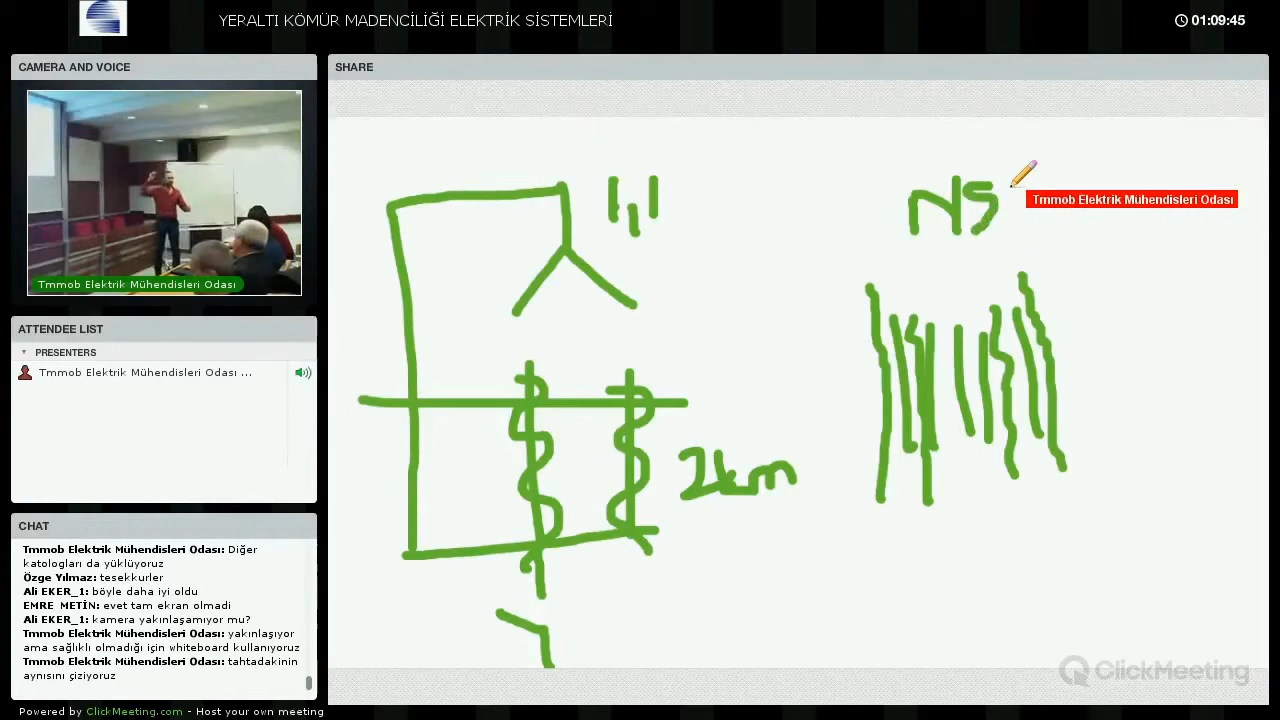 YERALTI KÖMÜR MADENCİLİĞİ ELEKTRİK SİSTEMLERİ
01:09:45
CAMERA AND VOICE
Tmmob Elektrik Mühendisleri Odası
ATTENDEE LIST
PRESENTERS
Tmmob Elektrik Mühendisleri Odası ...
CHAT
Tmmob Elektrik Mühendisleri Odası: Diğer
katologları da yüklüyoruz
Özge Yılmaz: tesekkurler
Ali EKER_1: böyle daha iyi oldu
EMRE METİN: evet tam ekran olmadi
Ali EKER_1: kamera yakınlaşamıyor mu?
Tmmob Elektrik Mühendisleri Odası: yakınlaşıyor
ama sağlıklı olmadığı için whiteboard kullanıyoruz
Tmmob Elektrik Mühendisleri Odası: tahtadakinin
aynısını çiziyoruz
Powered by ClickMeeting.com - Host your own meeting
SHARE
1,1
NS
Tmmob Elektrik Mühendisleri Odası
2km
ClickMeeting